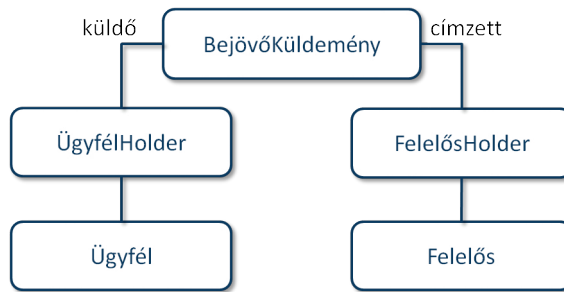 küldő
BejövőKüldemény
címzett
ÜgyfélHolder
FelelősHolder
Ügyfél
Felelős